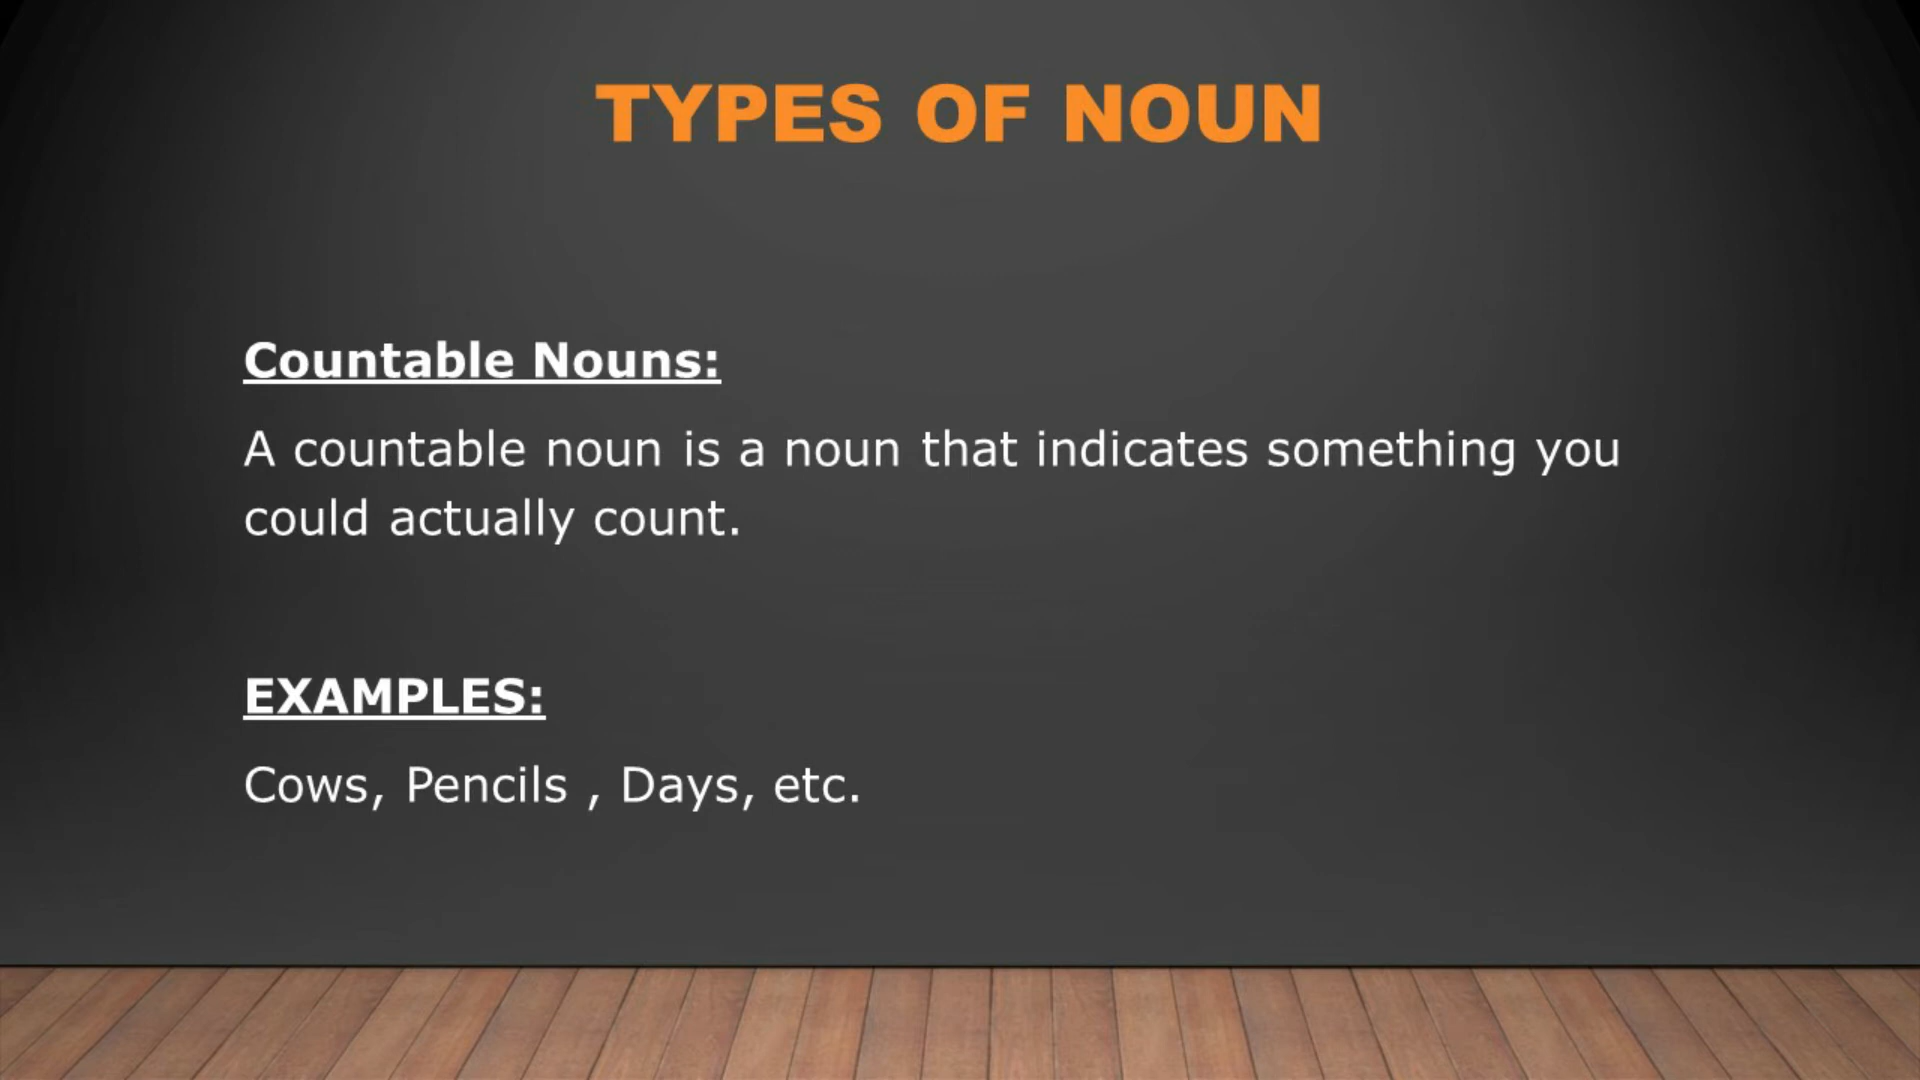 TYPES OF NOUN
Countable Nouns:
A countable noun is a noun that indicates something you
could actually count.
EXAMPLES:
Cows, Pencils , Days, etc.